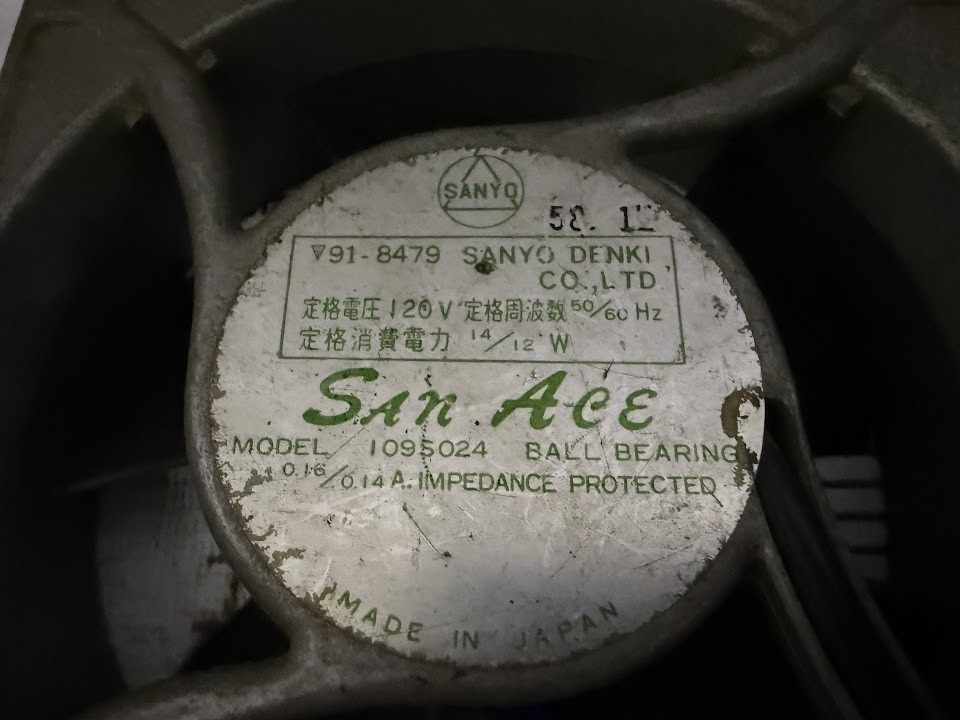 SANYO
58. 12
▽91-8479 SANYO DENKI
CO.,LTD
定格電圧 120V 定格周波数 50/60 Hz
定格消費電力 14/12 W
SAN ACE
MODEL 109S024 BALL BEARING
0.16/0.14 A. IMPEDANCE PROTECTED
MADE IN JAPAN